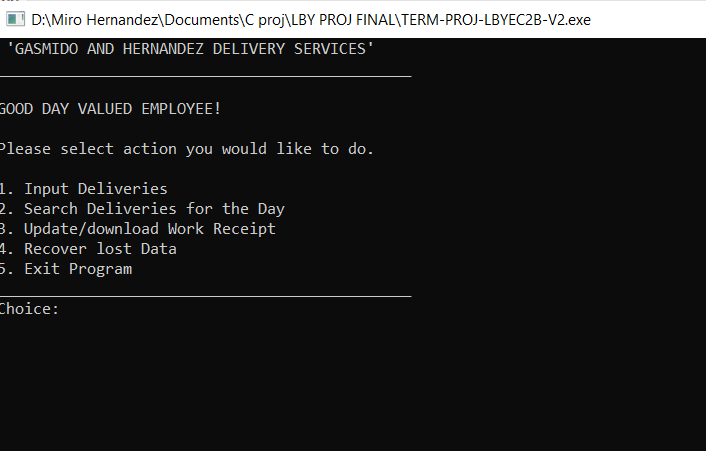 D:\Miro Hernandez\Documents\C proj\LBY PROJ FINAL\TERM-PROJ-LBYEC2B-V2.exe
'GASMIDO AND HERNANDEZ DELIVERY SERVICES'
GOOD DAY VALUED EMPLOYEE!
Please select action you would like to do.
1. Input Deliveries
2. Search Deliveries for the Day
3. Update/download Work Receipt
4. Recover lost Data
5. Exit Program
Choice: